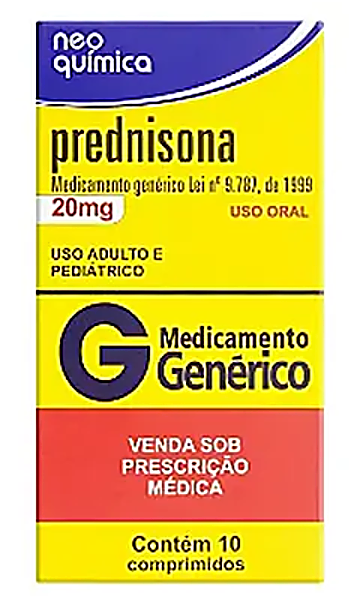 neo
química
prednisona
Medicamento genérico Lei nº 9.787, de 1999
20mg
USO ORAL
USO ADULTO E
PEDIÁTRICO
G Medicamento
Genérico
VENDA SOB
PRESCRIÇÃO
MÉDICA
Contém 10
comprimidos